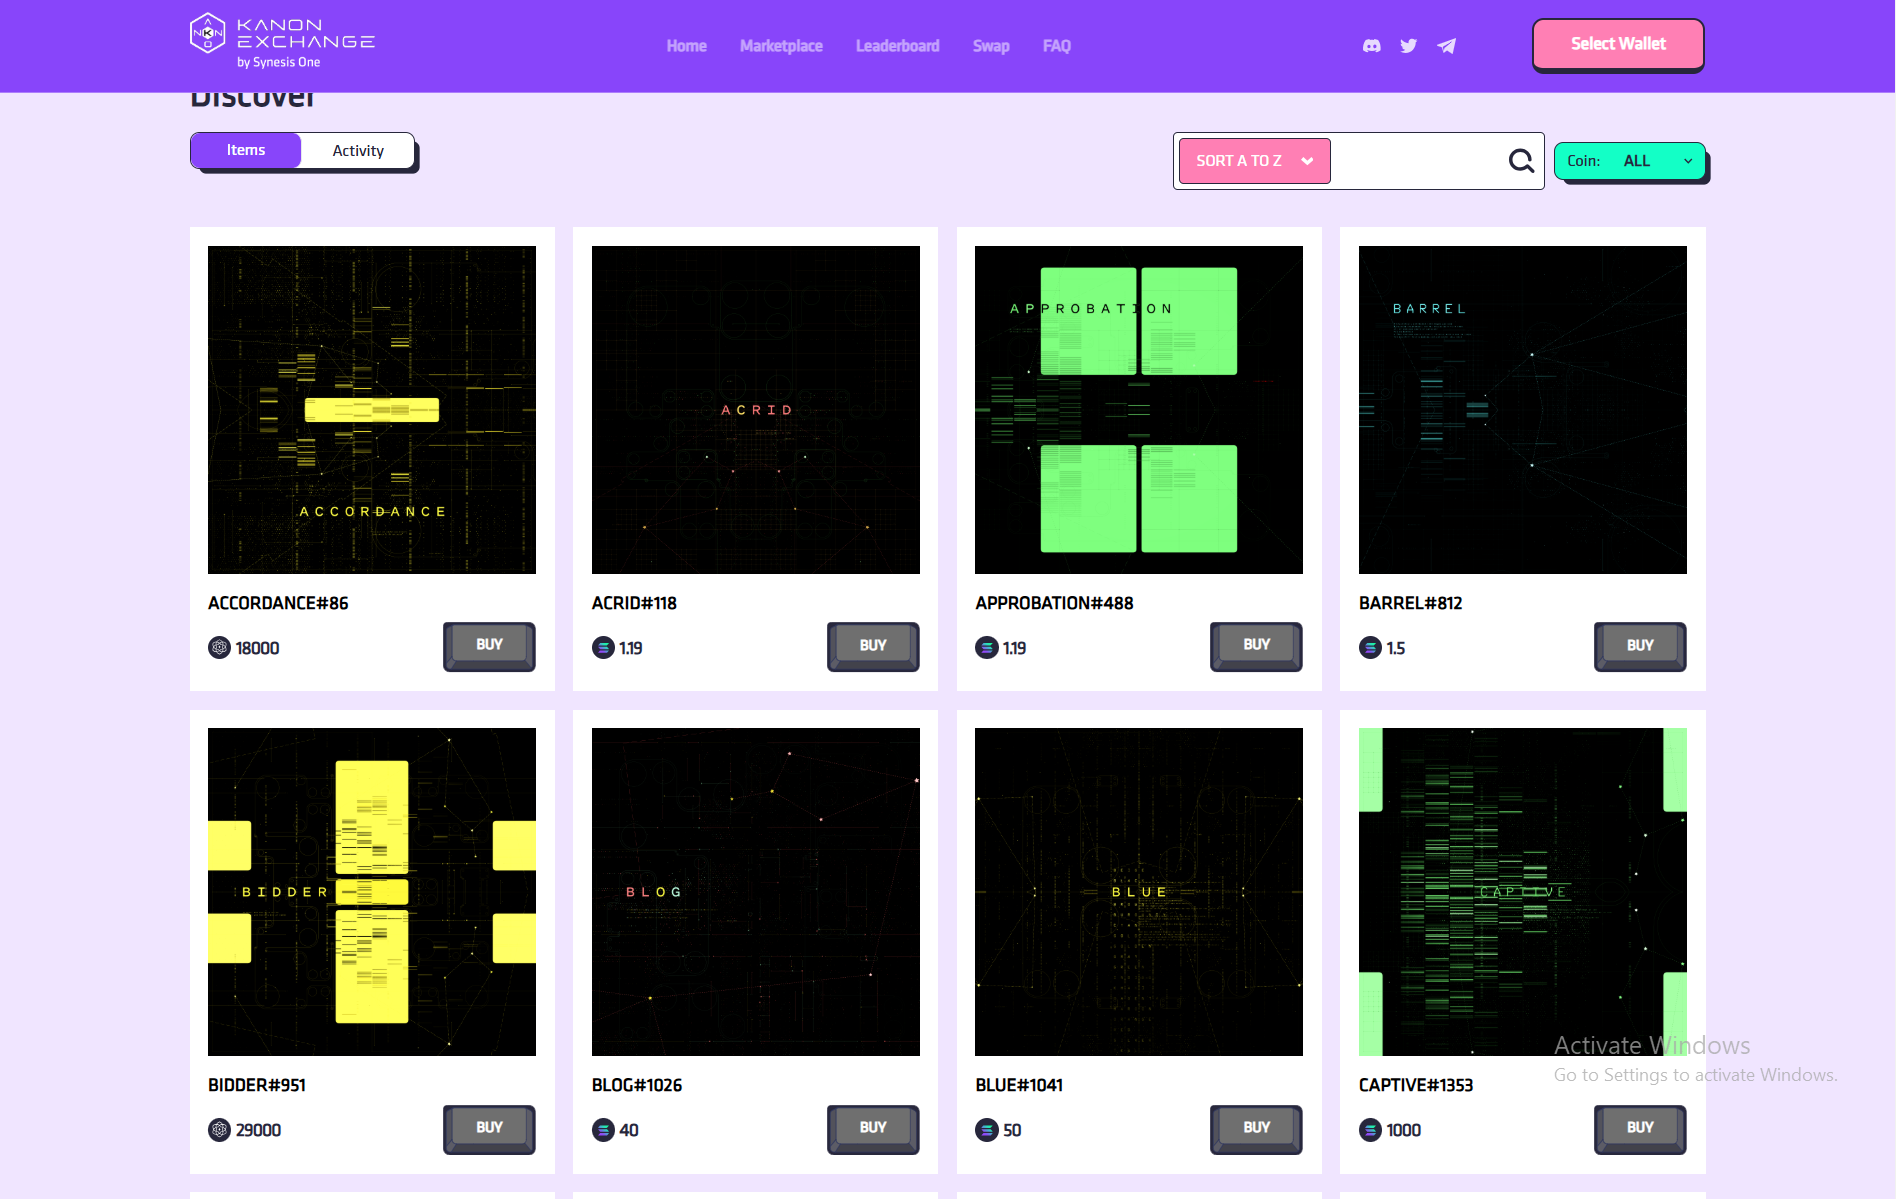 KANON
EXCHANGE
by Synesis One
Home Marketplace Leaderboard Swap FAQ
Select Wallet
Discover
Items Activity
SORT A TO Z
Coin: ALL
ACCORDANCE
ACRID
APPROBATION
BARREL
ACCORDANCE#86
ACRID#118
APPROBATION#488
BARREL#812
18000 BUY
1.19 BUY
1.19 BUY
1.5 BUY
BIDDER
BLOG
BLUE
CAPTIVE
BIDDER#951
BLOG#1026
BLUE#1041
CAPTIVE#1353
29000 BUY
40 BUY
50 BUY
1000 BUY
Activate Windows
Go to Settings to activate Windows.